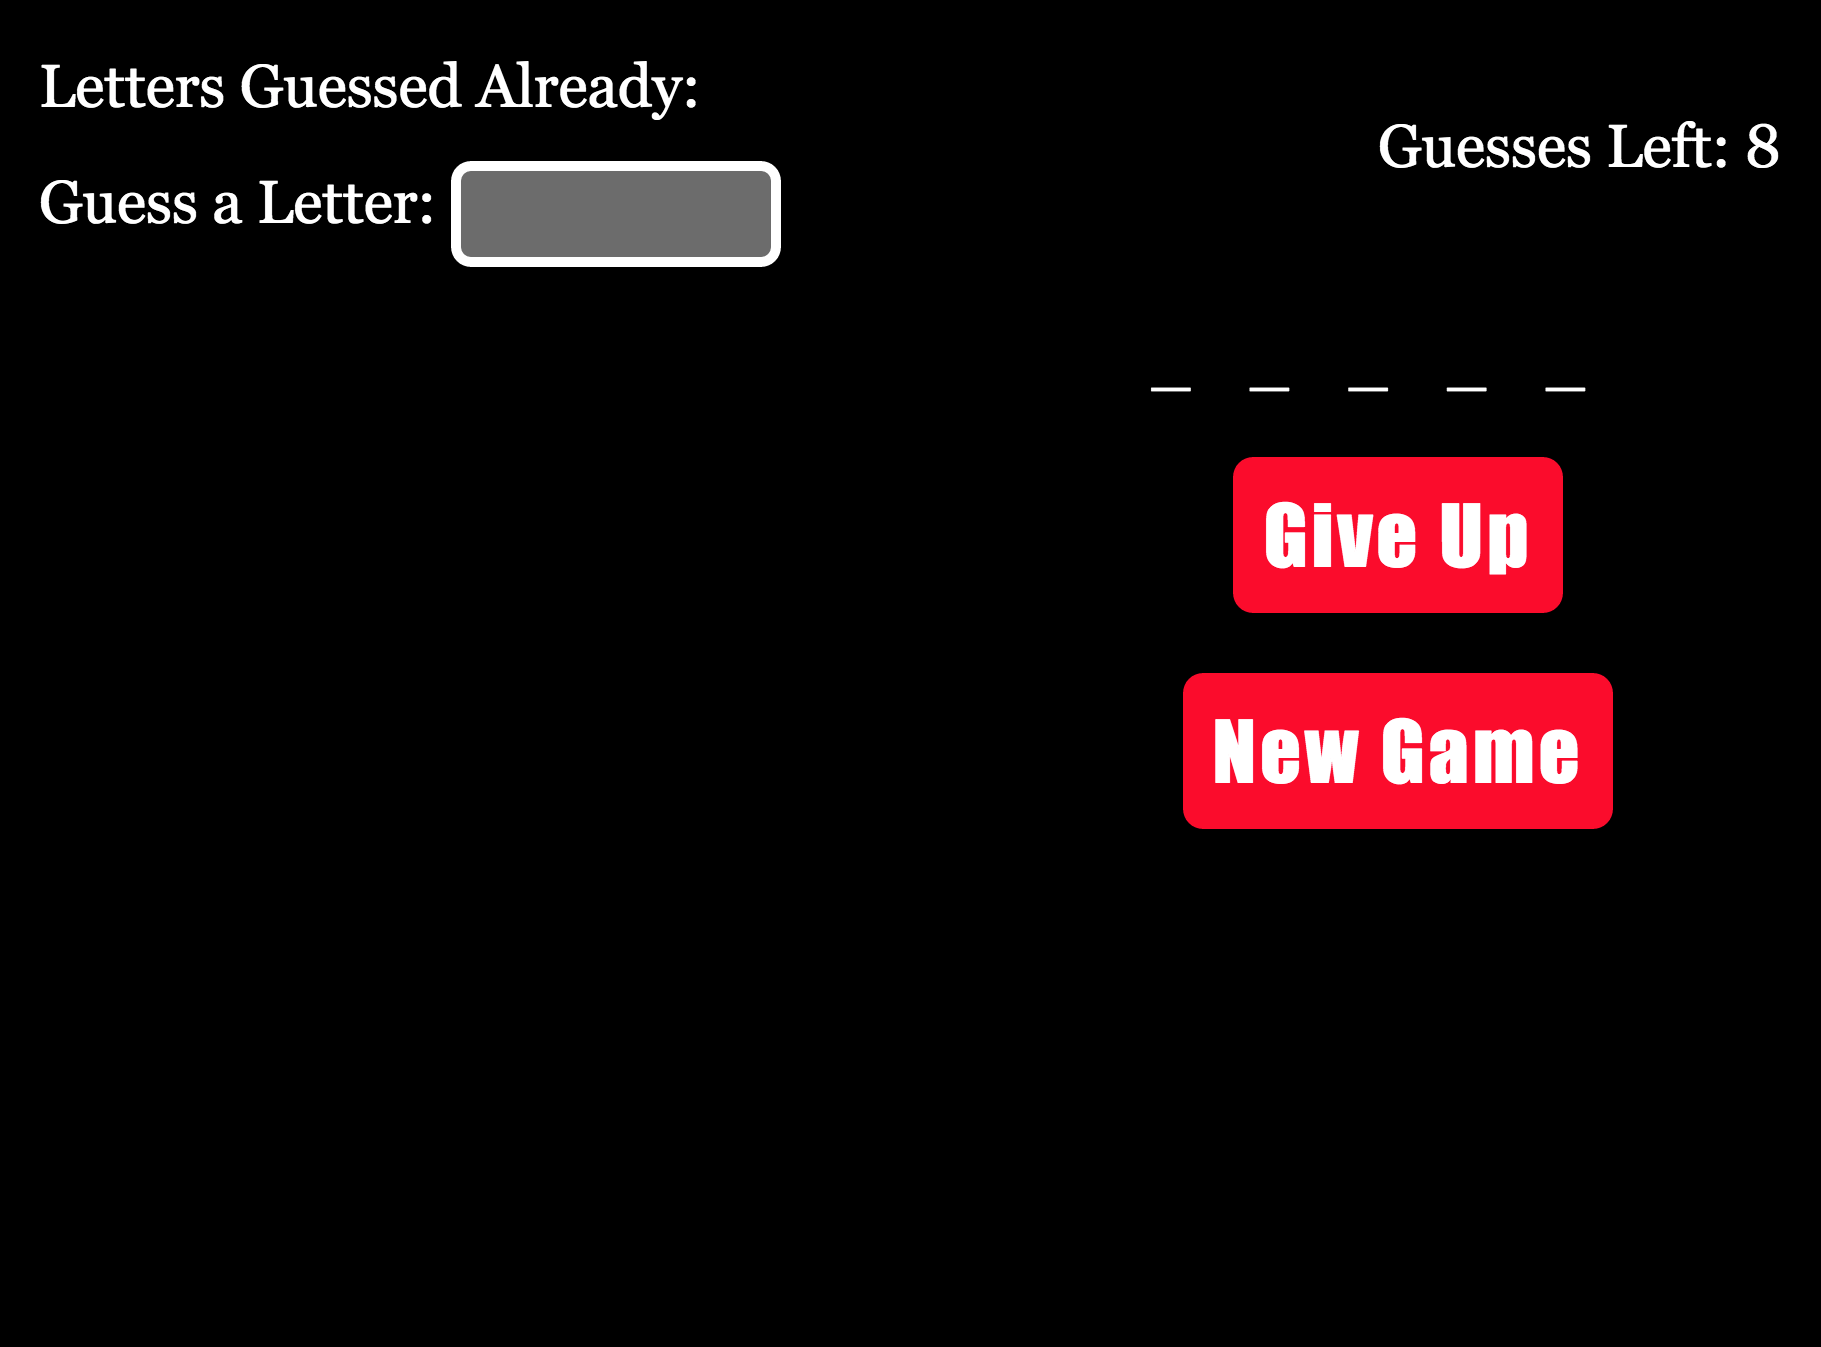 Letters Guessed Already:
Guesses Left: 8
Guess a Letter:
_ _ _ _ _
Give Up
New Game